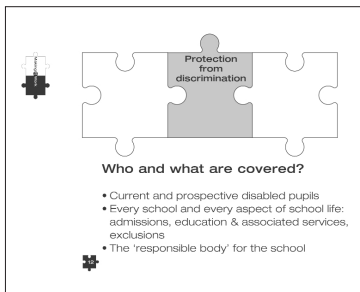 Protection
from
discrimination
Who and what are covered?
• Current and prospective disabled pupils
• Every school and every aspect of school life:
admissions, education & associated services,
exclusions
• The 'responsible body' for the school
12